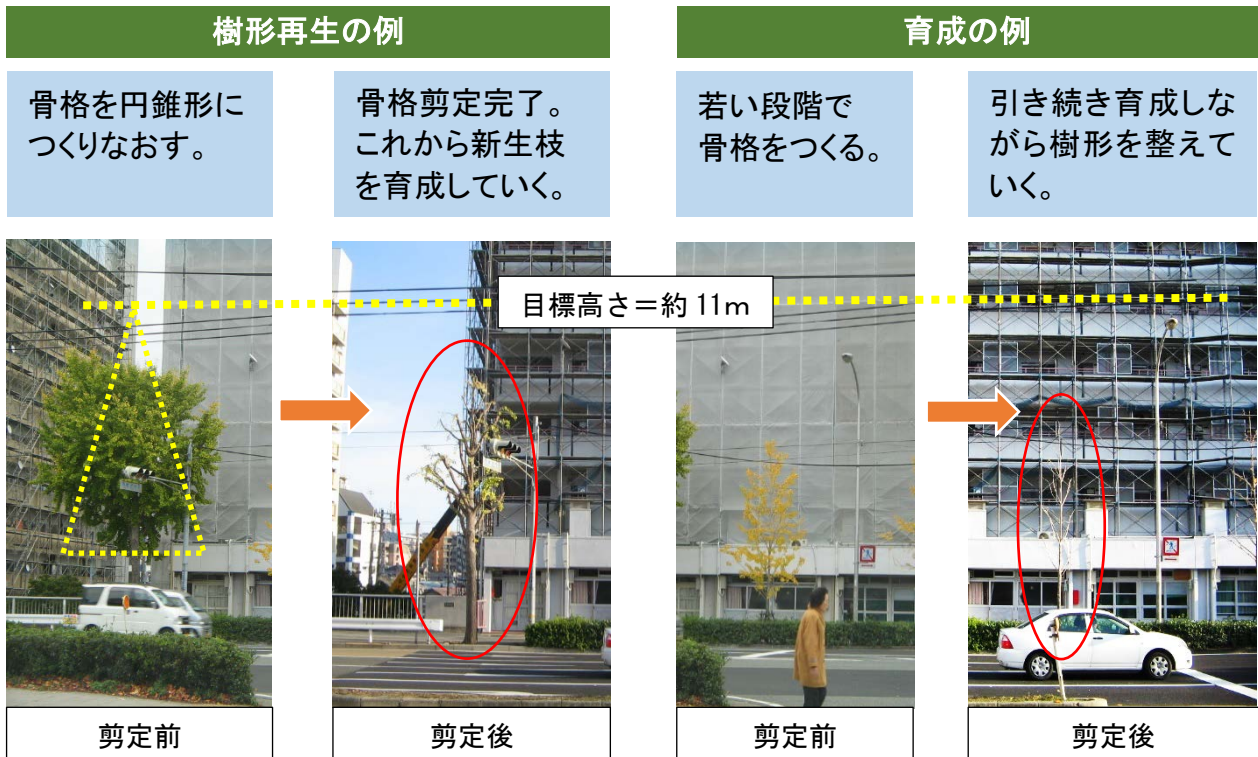 樹形再生の例
育成の例
骨格を円錐形に
つくりなおす。
骨格剪定完了。
これから新生枝
を育成していく。
若い段階で
骨格をつくる。
引き続き育成しな
がら樹形を整えて
いく。
目標高さ＝約 11m
剪定前
剪定後
剪定前
剪定後